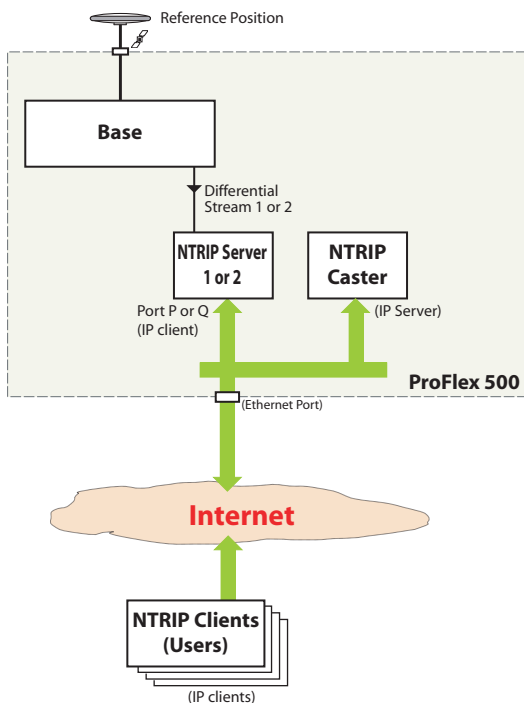 Reference Position
Base
Differential
Stream 1 or 2
NTRIP Server
1 or 2
NTRIP
Caster
Port P or Q
(IP client)
(IP Server)
ProFlex 500
(Ethernet Port)
Internet
NTRIP Clients
(Users)
(IP clients)